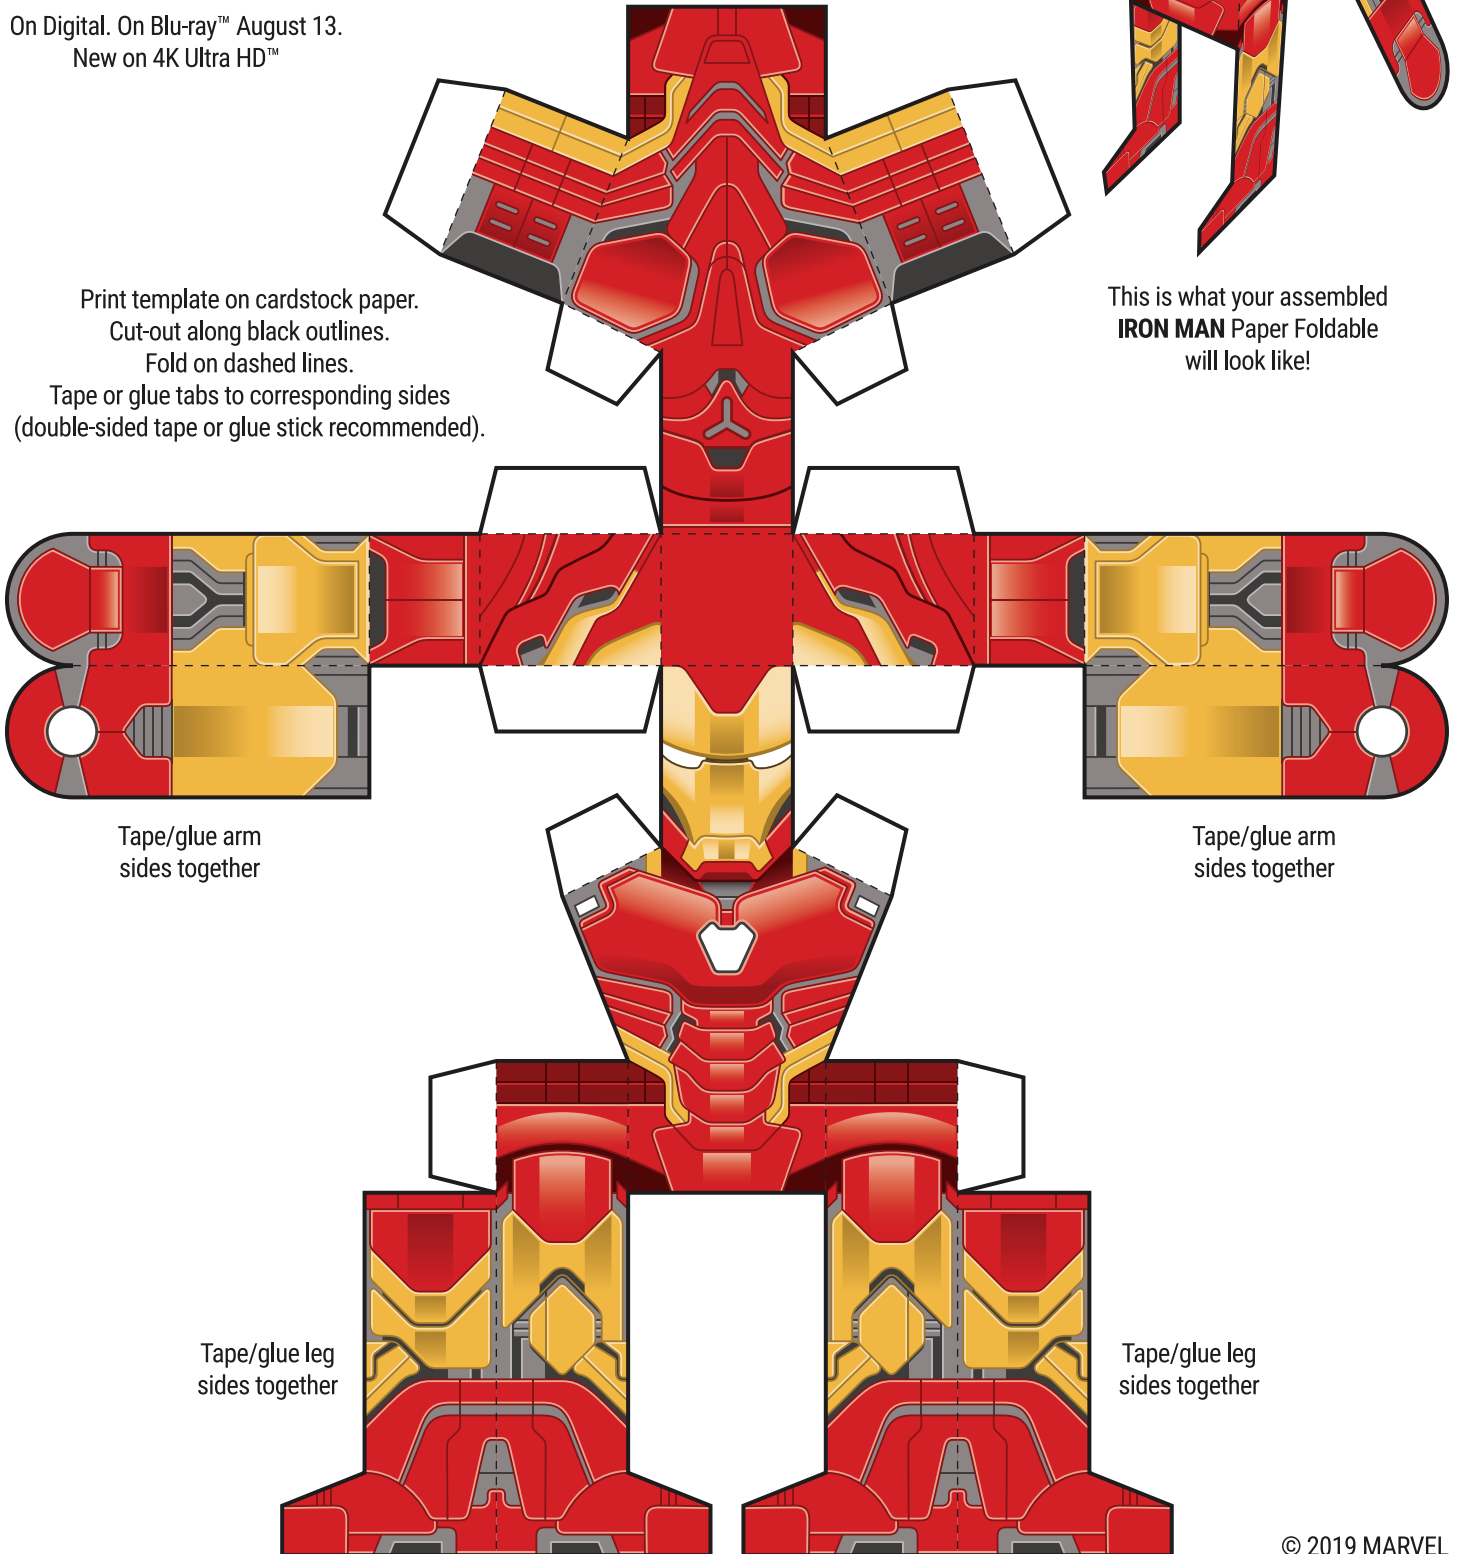 On Digital. On Blu-ray™ August 13.
New on 4K Ultra HD™
Print template on cardstock paper.
Cut-out along black outlines.
Fold on dashed lines.
Tape or glue tabs to corresponding sides
(double-sided tape or glue stick recommended).
This is what your assembled
IRON MAN Paper Foldable
will look like!
Tape/glue arm
sides together
Tape/glue arm
sides together
Tape/glue leg
sides together
Tape/glue leg
sides together
© 2019 MARVEL